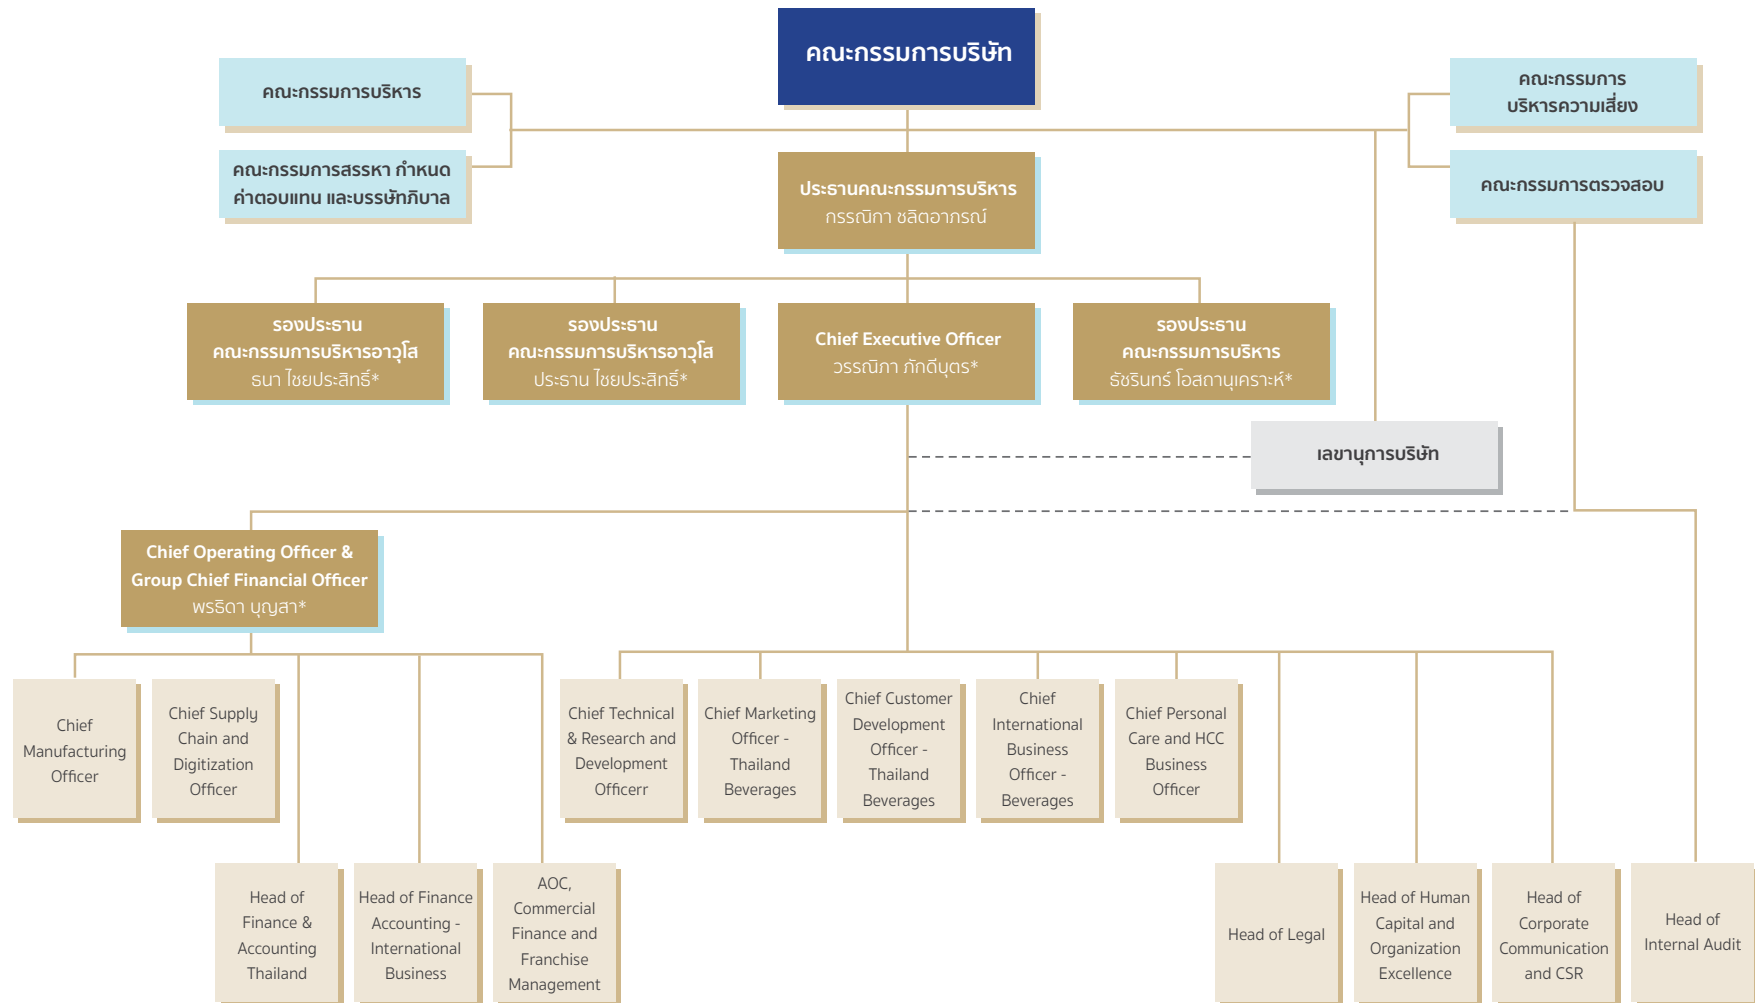 คณะกรรมการบริษัท
คณะกรรมการบริหาร
คณะกรรมการสรรหา กำหนด
ค่าตอบแทน และบรรษัทภิบาล
คณะกรรมการ
บริหารความเสี่ยง
คณะกรรมการตรวจสอบ
ประธานคณะกรรมการบริหาร
กรรณิกา ชลิตอาภรณ์
รองประธาน
คณะกรรมการบริหารอาวุโส
ธนา ไชยประสิทธิ์*
รองประธาน
คณะกรรมการบริหารอาวุโส
ประธาน ไชยประสิทธิ์*
Chief Executive Officer
วรรณิภา ภักดีบุตร*
รองประธาน
คณะกรรมการบริหาร
ธัชรินทร์ โอสถานุเคราะห์*
เลขานุการบริษัท
Chief Operating Officer &
Group Chief Financial Officer
พรธิดา บุญสา*
Chief
Manufacturing
Officer
Chief Supply
Chain and
Digitization
Officer
Chief Technical
& Research and
Development
Officerr
Chief Marketing
Officer -
Thailand
Beverages
Chief Customer
Development
Officer -
Thailand
Beverages
Chief
International
Business
Officer -
Beverages
Chief Personal
Care and HCC
Business
Officer
Head of
Finance &
Accounting
Thailand
Head of Finance
Accounting -
International
Business
AOC,
Commercial
Finance and
Franchise
Management
Head of Legal
Head of Human
Capital and
Organization
Excellence
Head of
Corporate
Communication
and CSR
Head of
Internal Audit